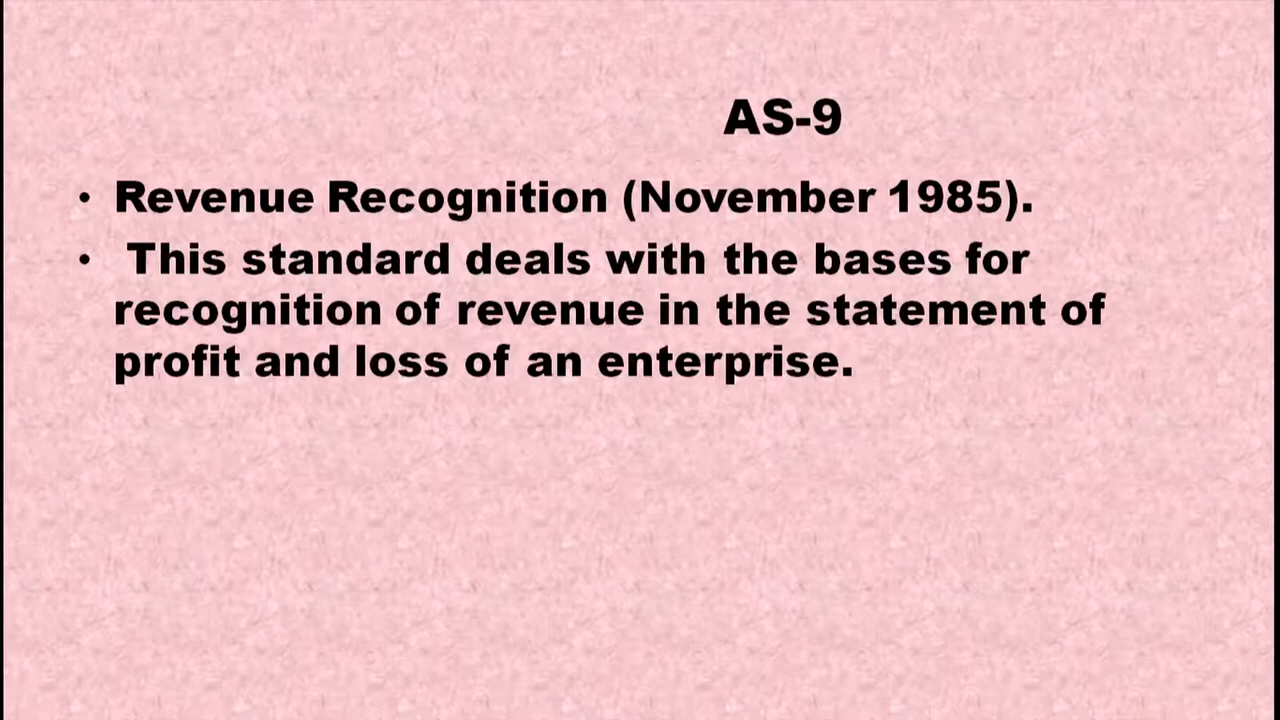 AS-9
• Revenue Recognition (November 1985).
• This standard deals with the bases for
recognition of revenue in the statement of
profit and loss of an enterprise.